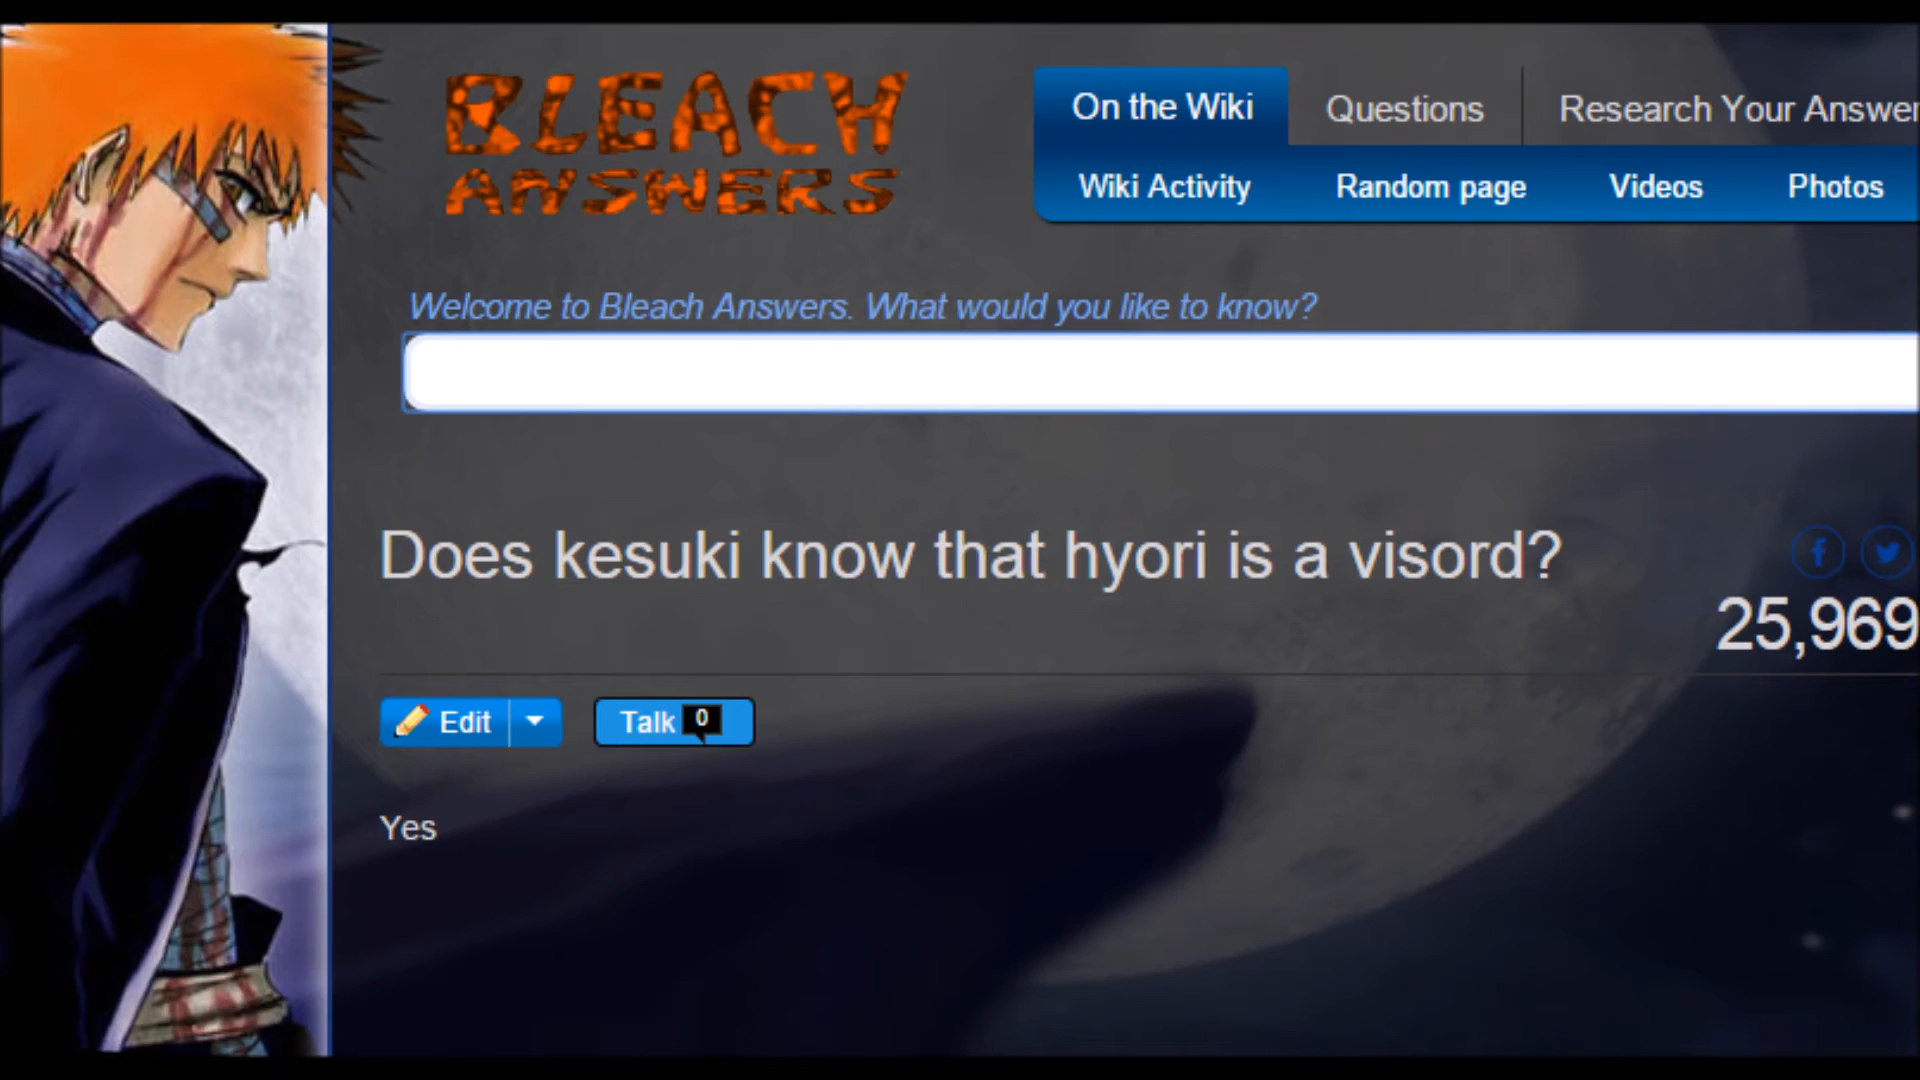 BLEACH
ANSWERS
On the Wiki
Questions
Research Your Answer
Wiki Activity
Random page
Videos
Photos
Welcome to Bleach Answers. What would you like to know?
Does kesuki know that hyori is a visord?
25,969
Edit
Talk 0
Yes